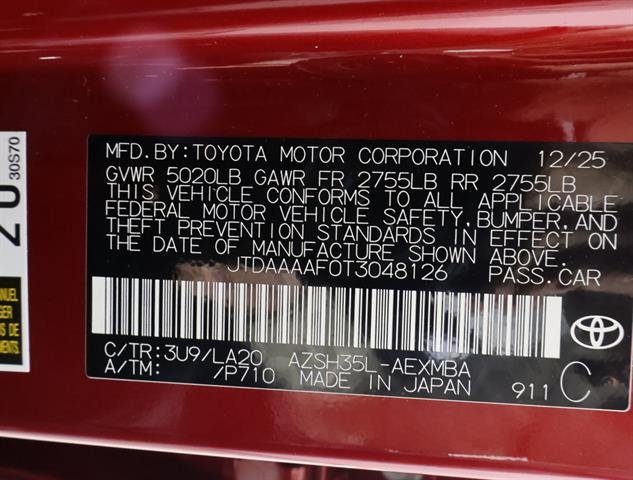 MFD.BY:TOYOTA MOTOR CORPORATION 12/25
GVWR 5020LB GAWR FR 2755LB RR 2755LB
THIS VEHICLE CONFORMS TO ALL APPLICABLE
FEDERAL MOTOR VEHICLE SAFETY,BUMPER,AND
THEFT PREVENTION STANDARDS IN EFFECT ON
THE DATE OF MANUFACTURE SHOWN ABOVE.
JTDAAAAF0T3048126 PASS.CAR
C/TR:3U9/LA20 AZSH35L-AEXMBA
A/TM: /P710 MADE IN JAPAN 911 C
30S70